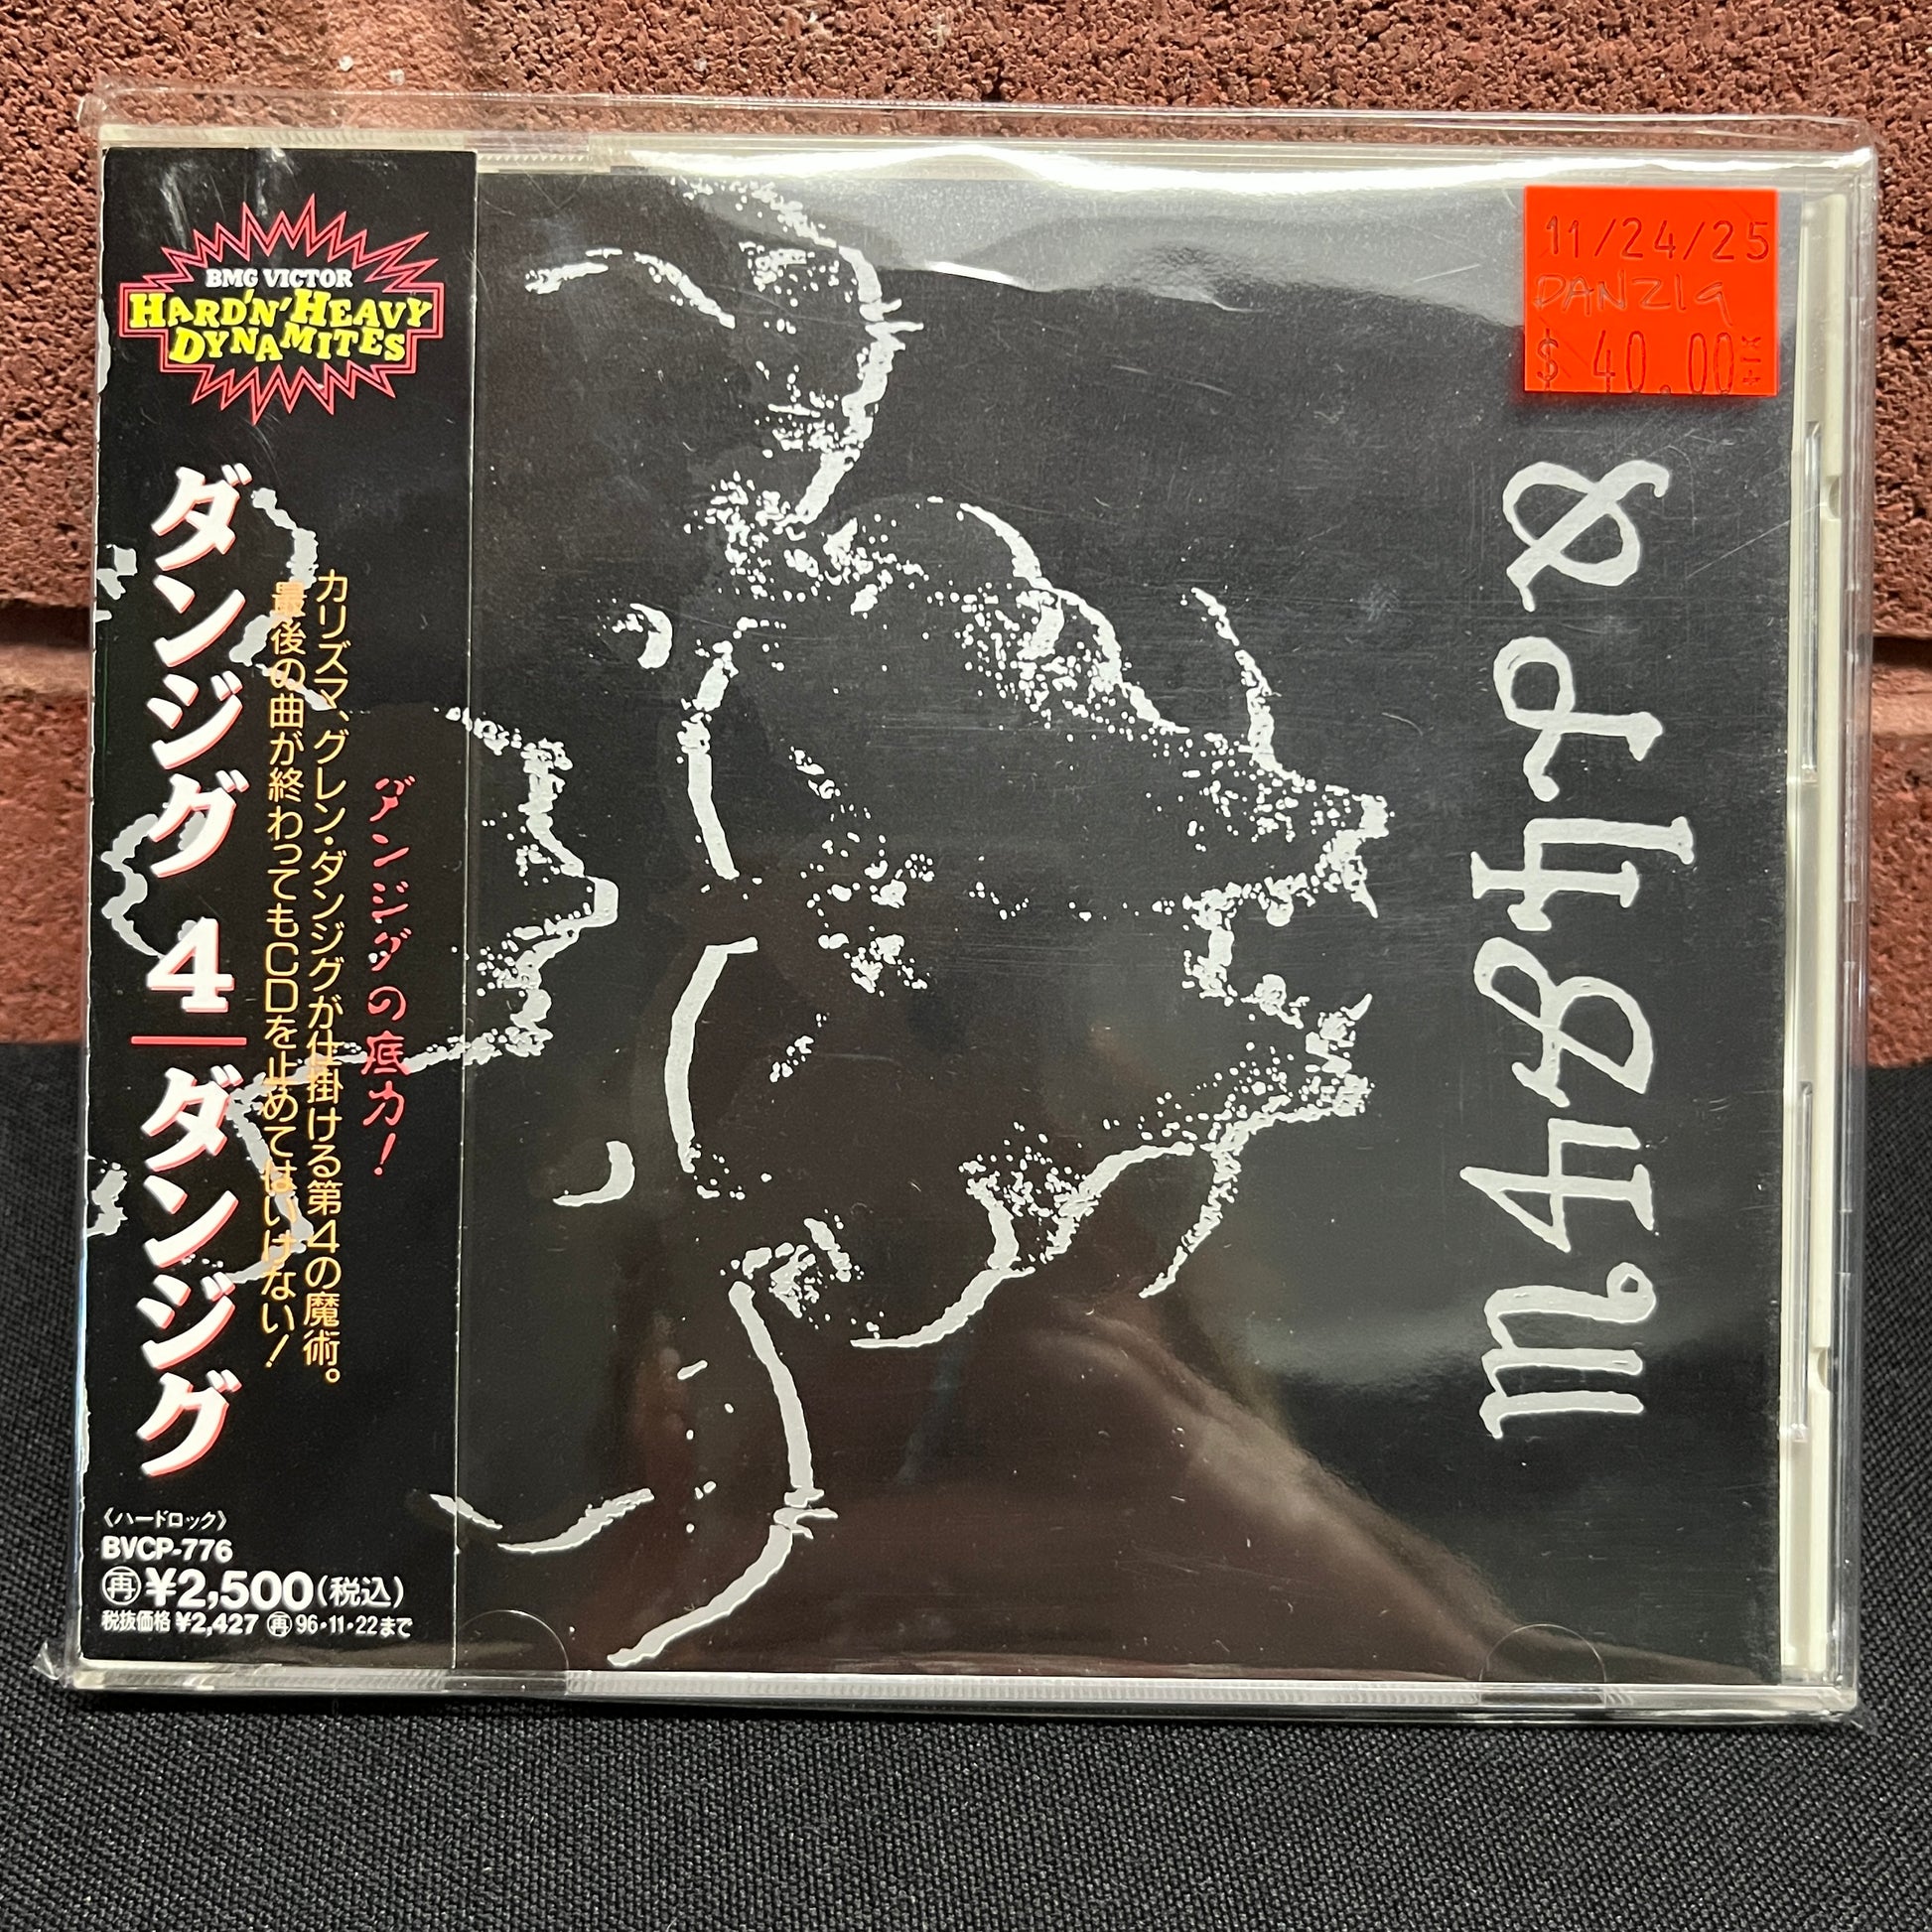 BMG VICTOR
HARD'N'HEAVY
DYNAMITES
ダンジングの底力!
カリズマ、グレン・ダンジングが仕掛ける第4の魔術。
最後の曲が終わってもCDを止めてはいけない!
ダンジング 4 ダンジング
《ハードロック》
BVCP-776
再 ¥2,500(税込)
税抜価格 ¥2,427 再 96・11・22まで
11/24/25
DANZIG
$ 40.00 +TX